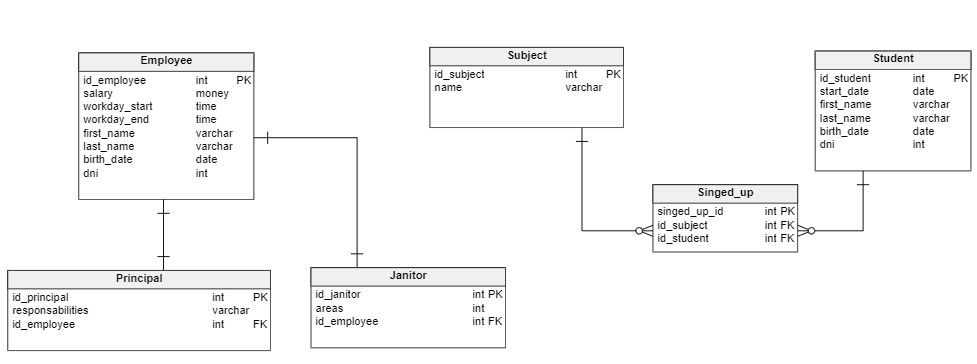 Employee
id_employee int PK
salary money
workday_start time
workday_end time
first_name varchar
last_name varchar
birth_date date
dni int
Subject
id_subject int PK
name varchar
Student
id_student int PK
start_date date
first_name varchar
last_name varchar
birth_date date
dni int
Singed_up
singed_up_id int PK
id_subject int FK
id_student int FK
Principal
id_principal int PK
responsabilities varchar
id_employee int FK
Janitor
id_janitor int PK
areas int
id_employee int FK